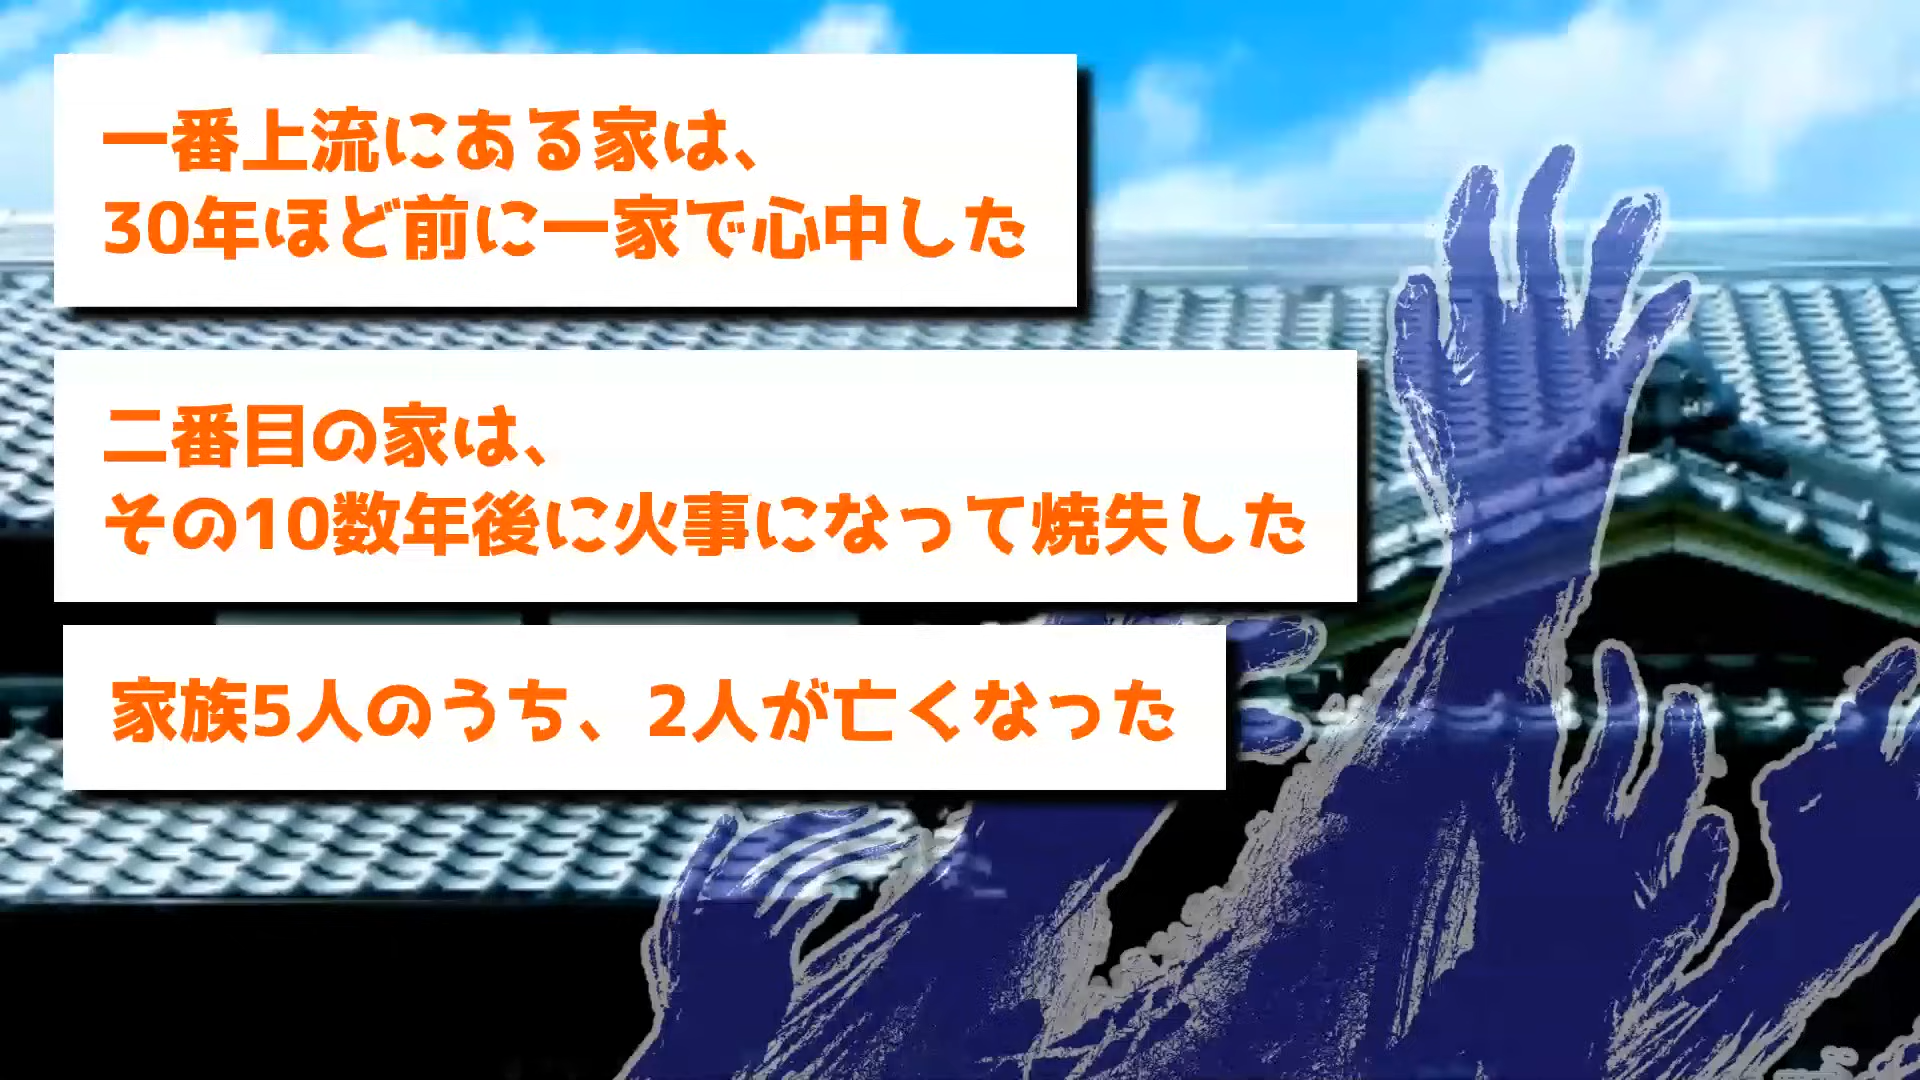 一番上流にある家は、
30年ほど前に一家で心中した
二番目の家は、
その10数年後に火事になって焼失した
家族5人のうち、2人が亡くなった